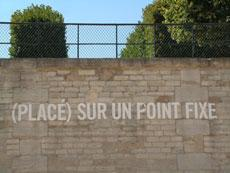 (PLACÉ) SUR UN POINT FIXE